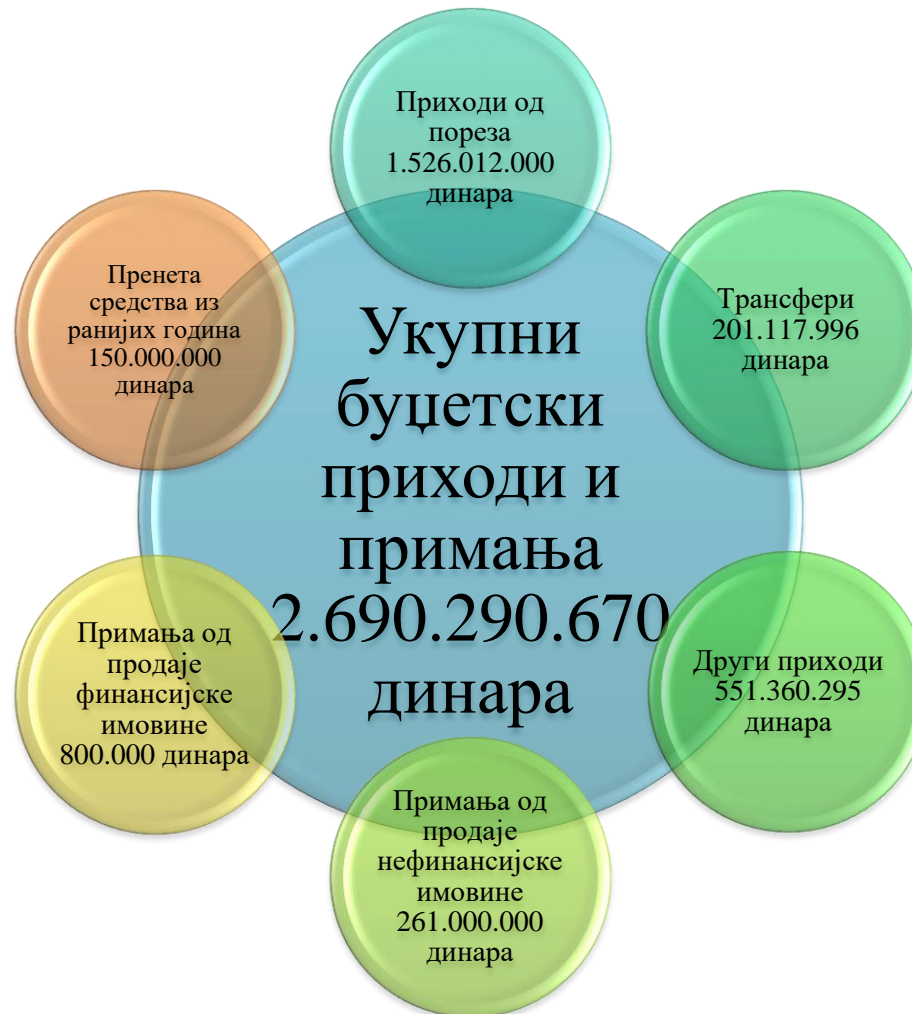 Приходи од
пореза
1.526.012.000
динара
Трансфери
201.117.996
динара
Други приходи
551.360.295
динара
Примања од
продаје
нефинансијске
имовине
261.000.000
динара
Примања од
продаје
финансијске
имовине
800.000 динара
Пренета
средства из
ранијих година
150.000.000
динара
Укупни
буџетски
приходи и
примања
2.690.290.670
динара